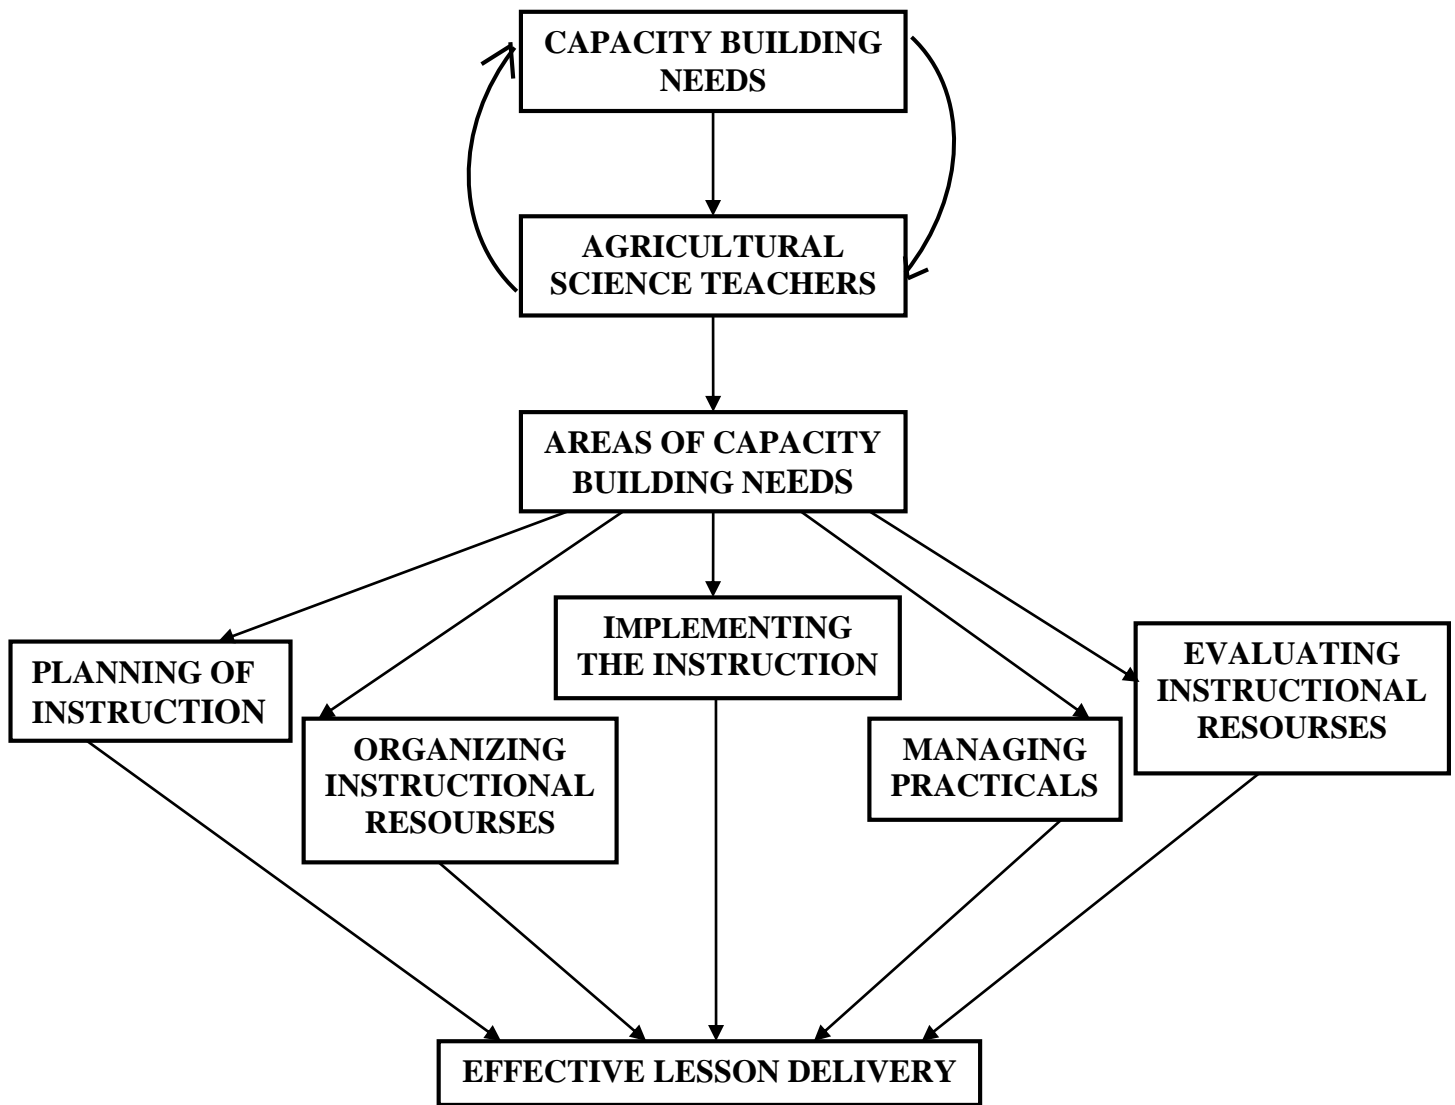 CAPACITY BUILDING
NEEDS
AGRICULTURAL
SCIENCE TEACHERS
AREAS OF CAPACITY
BUILDING NEEDS
PLANNING OF
INSTRUCTION
ORGANIZING
INSTRUCTIONAL
RESOURSES
IMPLEMENTING
THE INSTRUCTION
MANAGING
PRACTICALS
EVALUATING
INSTRUCTIONAL
RESOURSES
EFFECTIVE LESSON DELIVERY